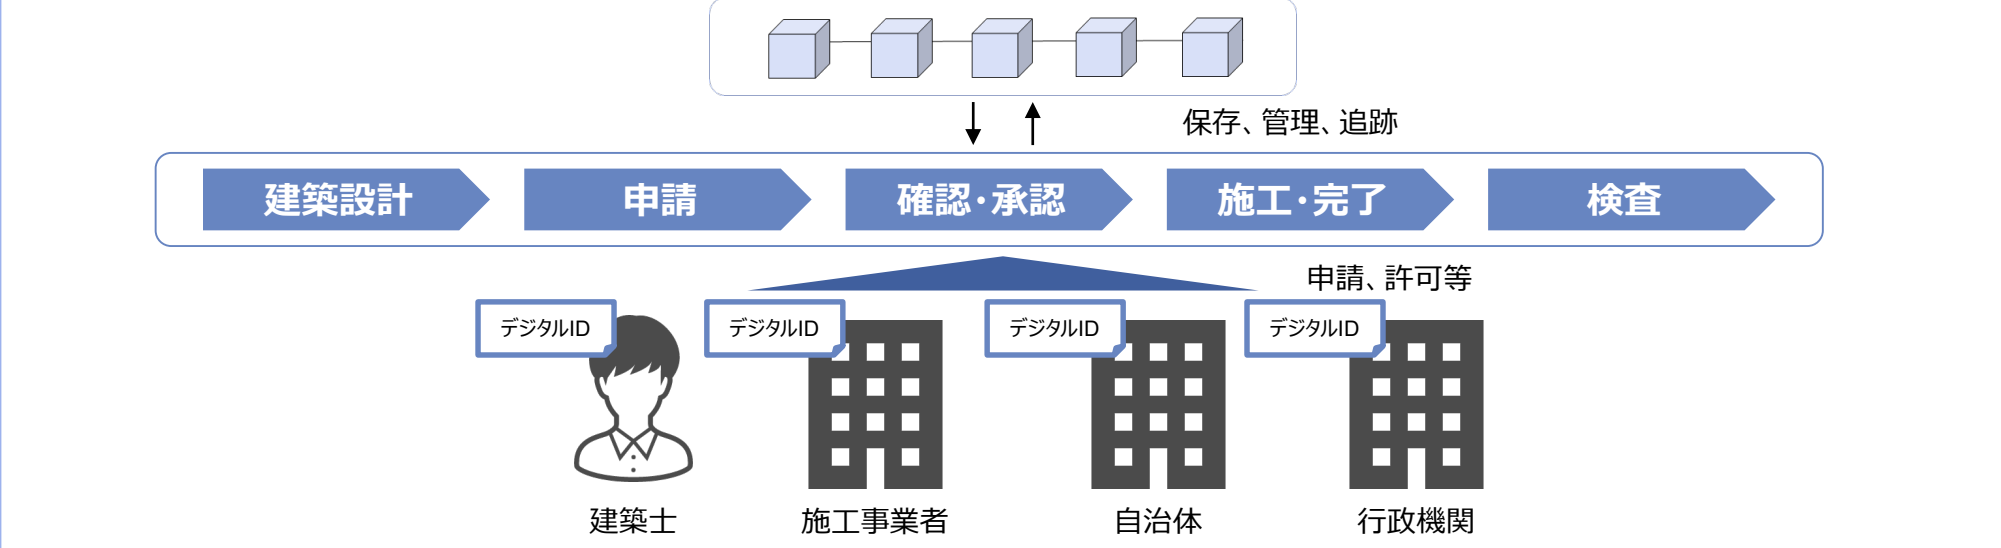 保存、管理、追跡
建築設計
申請
確認・承認
施工・完了
検査
申請、許可等
デジタルID
デジタルID
デジタルID
デジタルID
建築士
施工事業者
自治体
行政機関